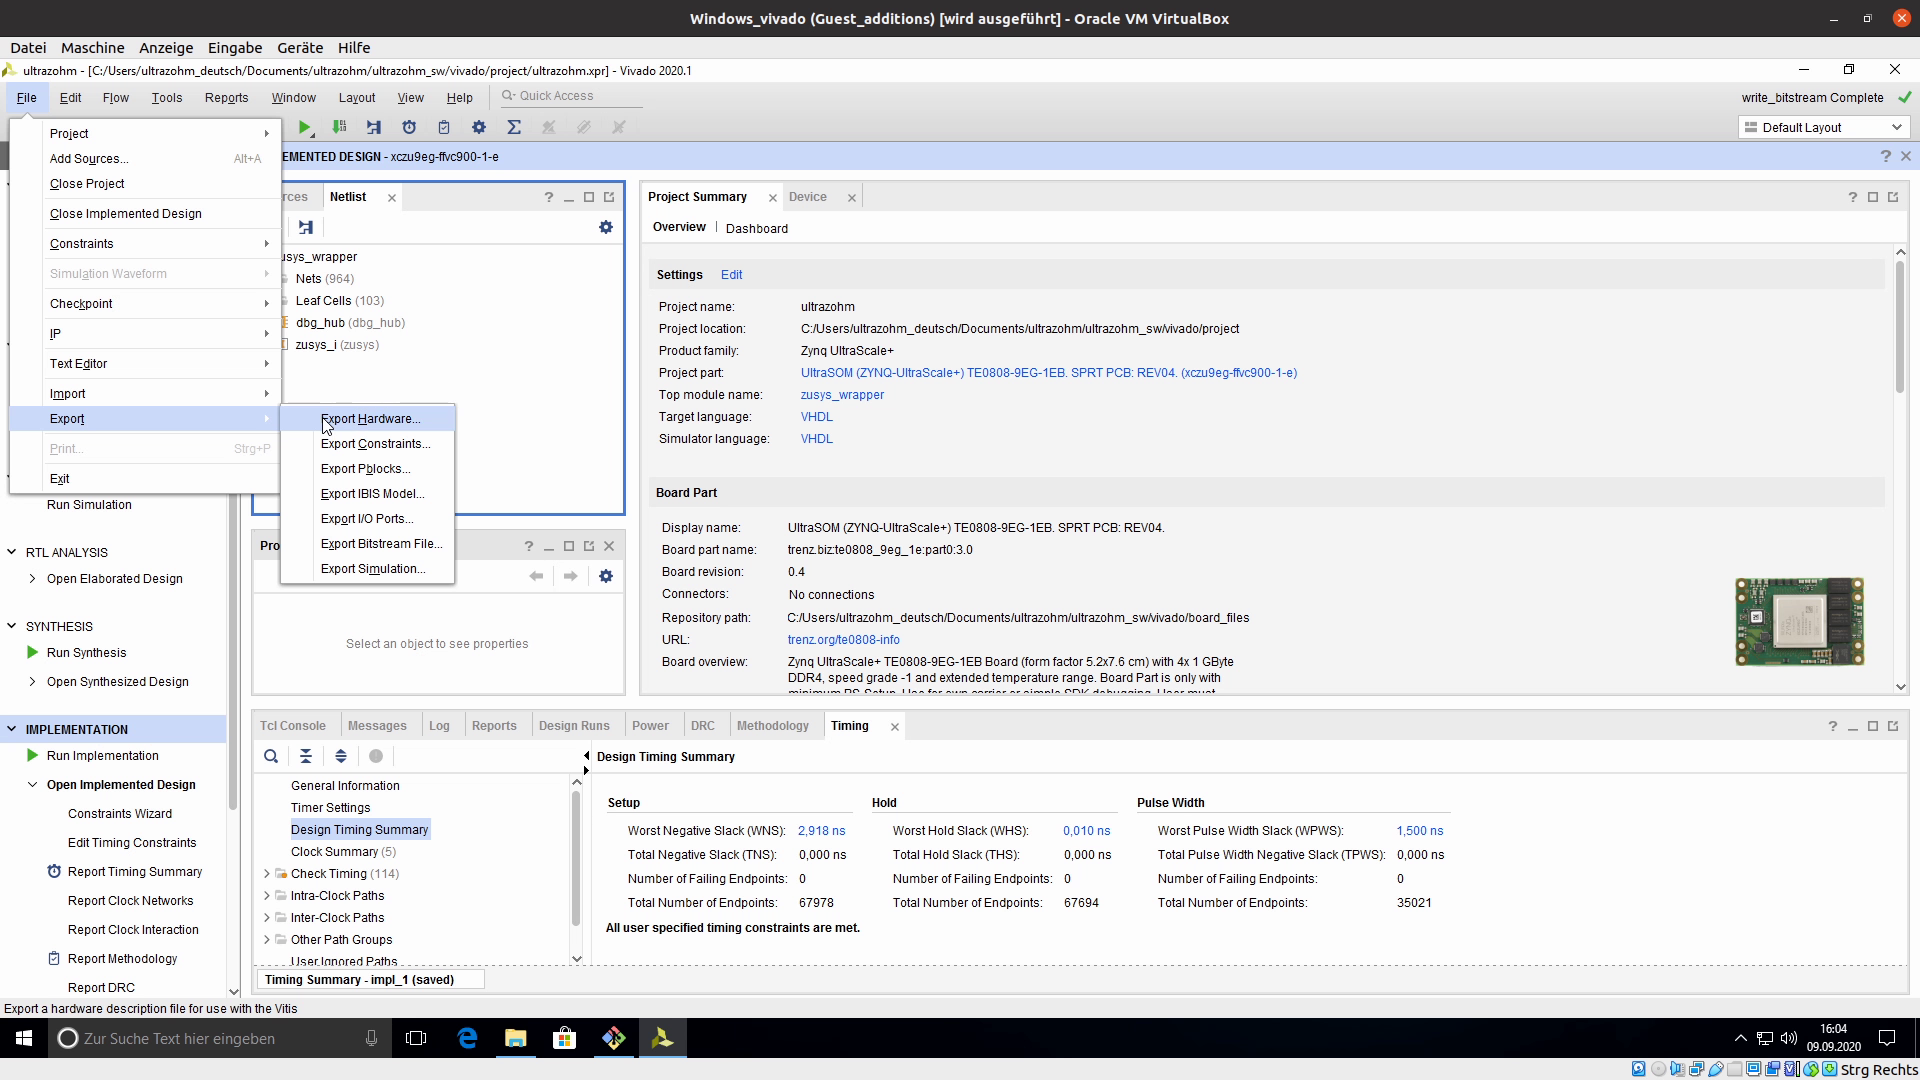 Windows_vivado (Guest_additions) [wird ausgeführt] - Oracle VM VirtualBox
Datei Maschine Anzeige Eingabe Geräte Hilfe
ultrazohm - [C:/Users/ultrazohm_deutsch/Documents/ultrazohm/ultrazohm_sw/vivado/project/ultrazohm.xpr] - Vivado 2020.1
File Edit Flow Tools Reports Window Layout View Help Quick Access
write_bitstream Complete
Default Layout
EMENTED DESIGN - xczu9eg-ffvc900-1-e
Project
Add Sources... Alt+A
Close Project
Close Implemented Design
Constraints
Simulation Waveform
Checkpoint
IP
Text Editor
Import
Export
Print... Strg+P
Exit
Export Hardware...
Export Constraints...
Export Pblocks...
Export IBIS Model...
Export I/O Ports...
Export Bitstream File...
Export Simulation...
Run Simulation
RTL ANALYSIS
Open Elaborated Design
SYNTHESIS
Run Synthesis
Open Synthesized Design
IMPLEMENTATION
Run Implementation
Open Implemented Design
Constraints Wizard
Edit Timing Constraints
Report Timing Summary
Report Clock Networks
Report Clock Interaction
Report Methodology
Report DRC
rces Netlist
usys_wrapper
Nets (964)
Leaf Cells (103)
dbg_hub (dbg_hub)
zusys_i (zusys)
Pro
Select an object to see properties
Project Summary Device
Overview Dashboard
Settings Edit
Project name: ultrazohm
Project location: C:/Users/ultrazohm_deutsch/Documents/ultrazohm/ultrazohm_sw/vivado/project
Product family: Zynq UltraScale+
Project part: UltraSOM (ZYNQ-UltraScale+) TE0808-9EG-1EB. SPRT PCB: REV04. (xczu9eg-ffvc900-1-e)
Top module name: zusys_wrapper
Target language: VHDL
Simulator language: VHDL
Board Part
Display name: UltraSOM (ZYNQ-UltraScale+) TE0808-9EG-1EB. SPRT PCB: REV04.
Board part name: trenz.biz:te0808_9eg_1e:part0:3.0
Board revision: 0.4
Connectors: No connections
Repository path: C:/Users/ultrazohm_deutsch/Documents/ultrazohm/ultrazohm_sw/vivado/board_files
URL: trenz.org/te0808-info
Board overview: Zynq UltraScale+ TE0808-9EG-1EB Board (form factor 5.2x7.6 cm) with 4x 1 GByte
DDR4, speed grade -1 and extended temperature range. Board Part is only with
minimum PS Setup. Use for own carrier or simple SDK debugging. User must
Tcl Console Messages Log Reports Design Runs Power DRC Methodology Timing
General Information
Timer Settings
Design Timing Summary
Clock Summary (5)
Check Timing (114)
Intra-Clock Paths
Inter-Clock Paths
Other Path Groups
User Ignored Paths
Timing Summary - impl_1 (saved)
Design Timing Summary
Setup Hold Pulse Width
Worst Negative Slack (WNS): 2,918 ns Worst Hold Slack (WHS): 0,010 ns Worst Pulse Width Slack (WPWS): 1,500 ns
Total Negative Slack (TNS): 0,000 ns Total Hold Slack (THS): 0,000 ns Total Pulse Width Negative Slack (TPWS): 0,000 ns
Number of Failing Endpoints: 0 Number of Failing Endpoints: 0 Number of Failing Endpoints: 0
Total Number of Endpoints: 67978 Total Number of Endpoints: 67694 Total Number of Endpoints: 35021
All user specified timing constraints are met.
Export a hardware description file for use with the Vitis
Zur Suche Text hier eingeben
16:04
09.09.2020
Strg Rechts